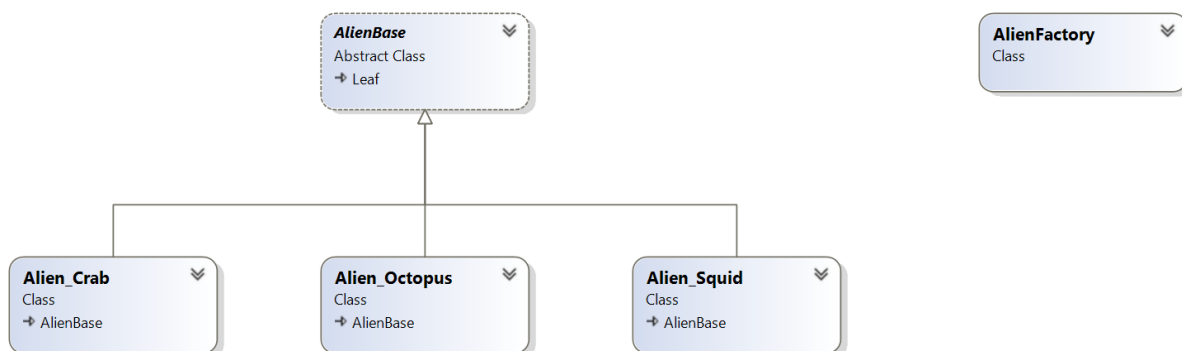 AlienBase
Abstract Class
Leaf
AlienFactory
Class
Alien_Crab
Class
AlienBase
Alien_Octopus
Class
AlienBase
Alien_Squid
Class
AlienBase